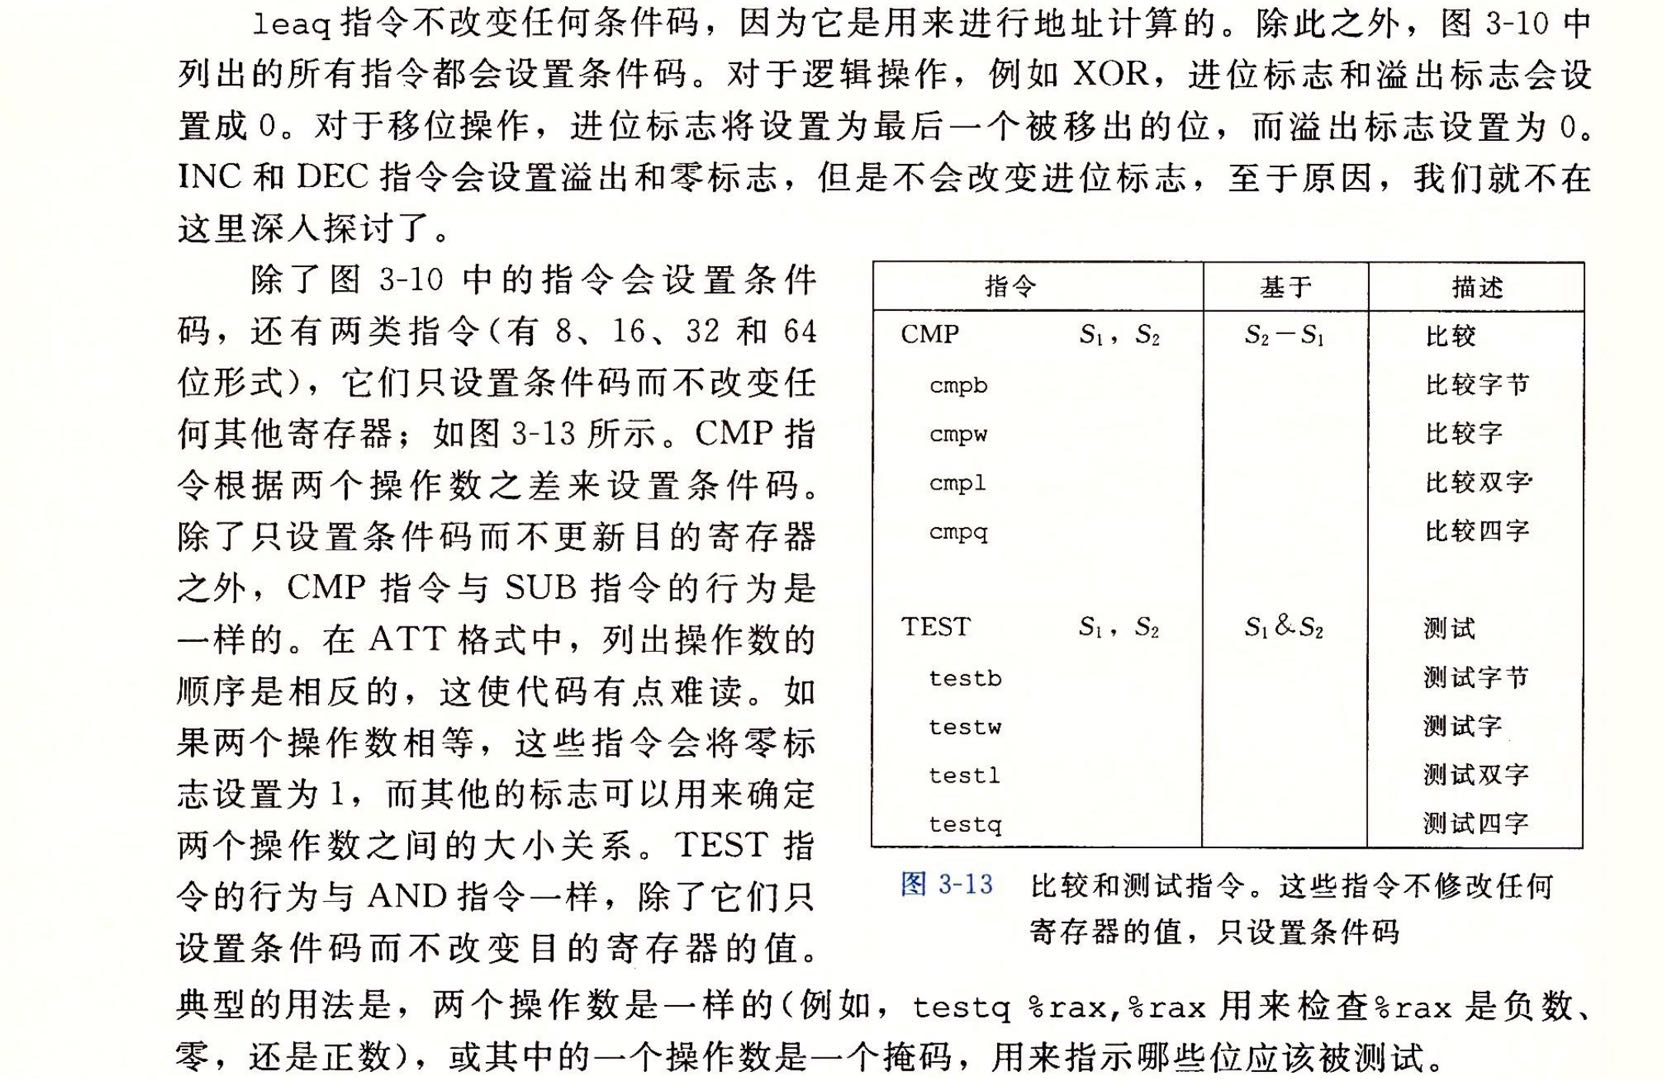 leaq指令不改变任何条件码，因为它是用来进行地址计算的。除此之外，图 3-10 中
列出的所有指令都会设置条件码。对于逻辑操作，例如 XOR，进位标志和溢出标志会设
置成 0。对于移位操作，进位标志将设置为最后一个被移出的位，而溢出标志设置为 0。
INC 和 DEC 指令会设置溢出和零标志，但是不会改变进位标志，至于原因，我们就不在
这里深入探讨了。
除了图 3-10 中的指令会设置条件
码，还有两类指令(有 8、16、32 和 64
位形式)，它们只设置条件码而不改变任
何其他寄存器；如图 3-13 所示。CMP 指
令根据两个操作数之差来设置条件码。
除了只设置条件码而不更新目的寄存器
之外，CMP 指令与 SUB 指令的行为是
一样的。在 ATT 格式中，列出操作数的
顺序是相反的，这使代码有点难读。如
果两个操作数相等，这些指令会将零标
志设置为 1，而其他的标志可以用来确定
两个操作数之间的大小关系。TEST 指
令的行为与 AND 指令一样，除了它们只
设置条件码而不改变目的寄存器的值。
指令 基于 描述
CMP S₁，S₂ S₂－S₁ 比较
cmpb 比较字节
cmpw 比较字
cmpl 比较双字
cmpq 比较四字
TEST S₁，S₂ S₁&S₂ 测试
testb 测试字节
testw 测试字
testl 测试双字
testq 测试四字
图 3-13 比较和测试指令。这些指令不修改任何
寄存器的值，只设置条件码
典型的用法是，两个操作数是一样的(例如，testq %rax,%rax 用来检查%rax 是负数、
零，还是正数)，或其中的一个操作数是一个掩码，用来指示哪些位应该被测试。